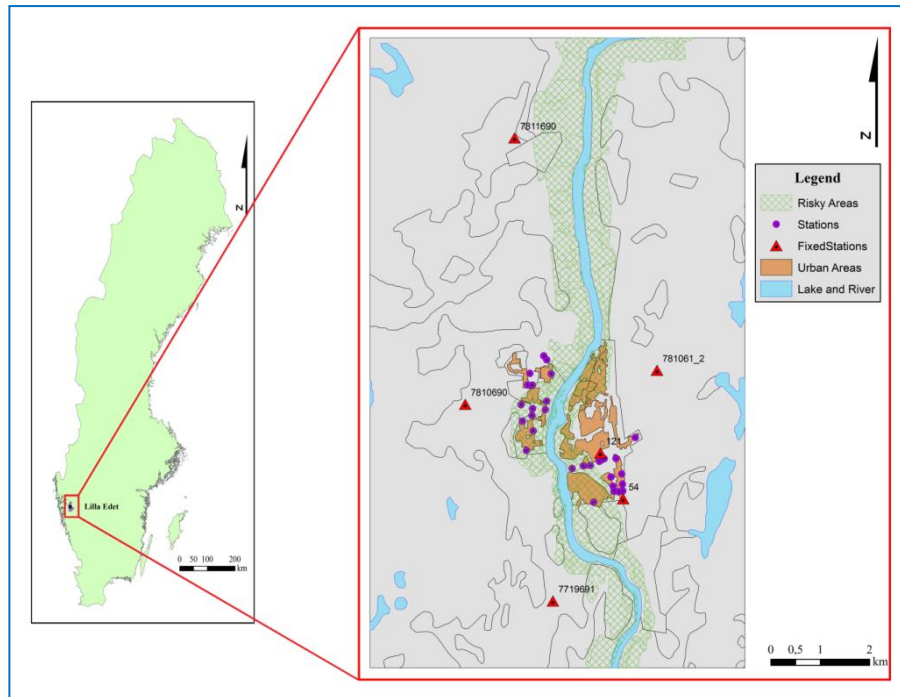 N
Lilla Edet
0 50 100 200
km
7811690
7810690
781061_2
121
54
7719691
N
Legend
Risky Areas
Stations
FixedStations
Urban Areas
Lake and River
0 0,5 1 2
km